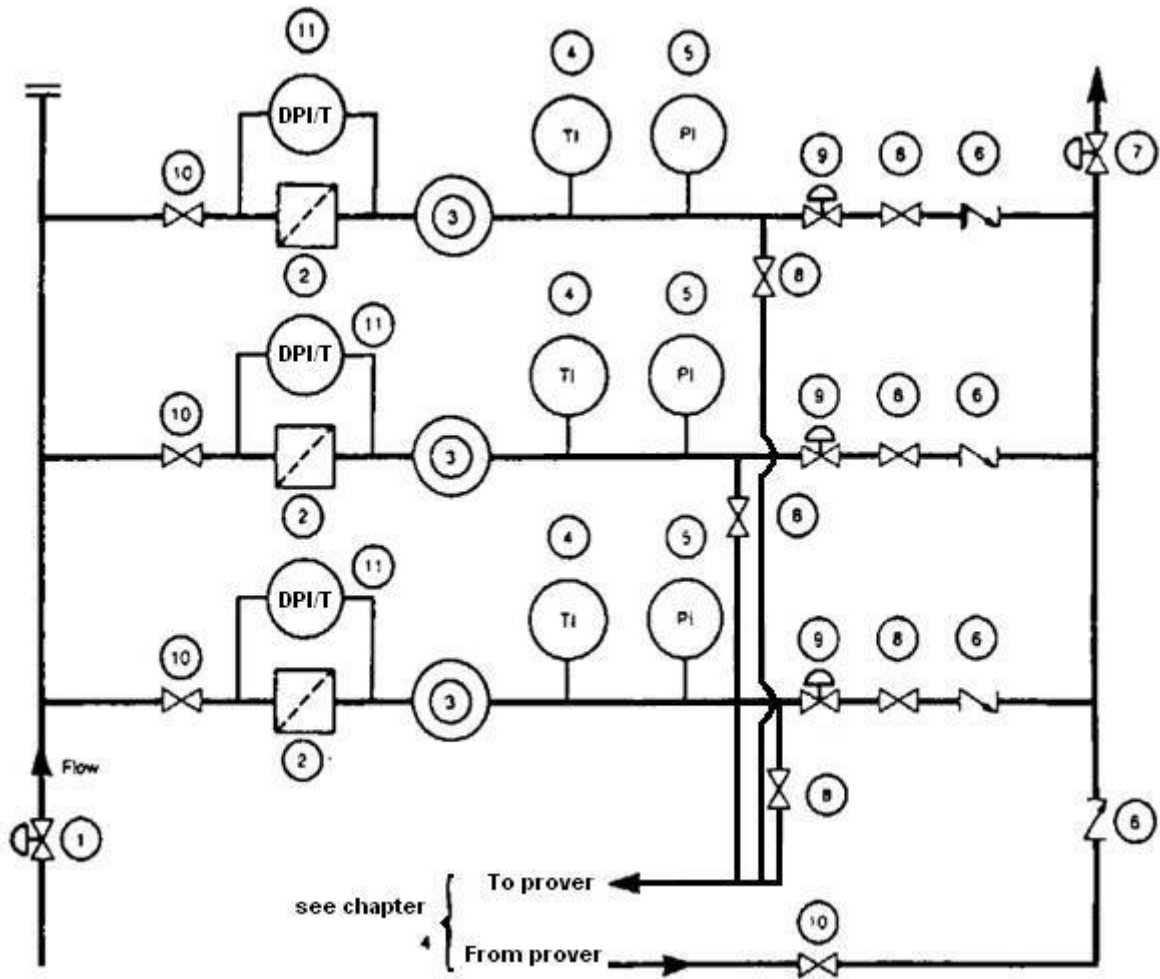 11 4 5
DPI/T TI PI 9 8 6 7
10
3
2 4 5 8
11
DPI/T TI PI
10 9 8 6
3
2 8
4 5
11
DPI/T TI PI
10 9 8 6
3
2
Flow
1 8 6
To prover
see chapter
4
From prover
10